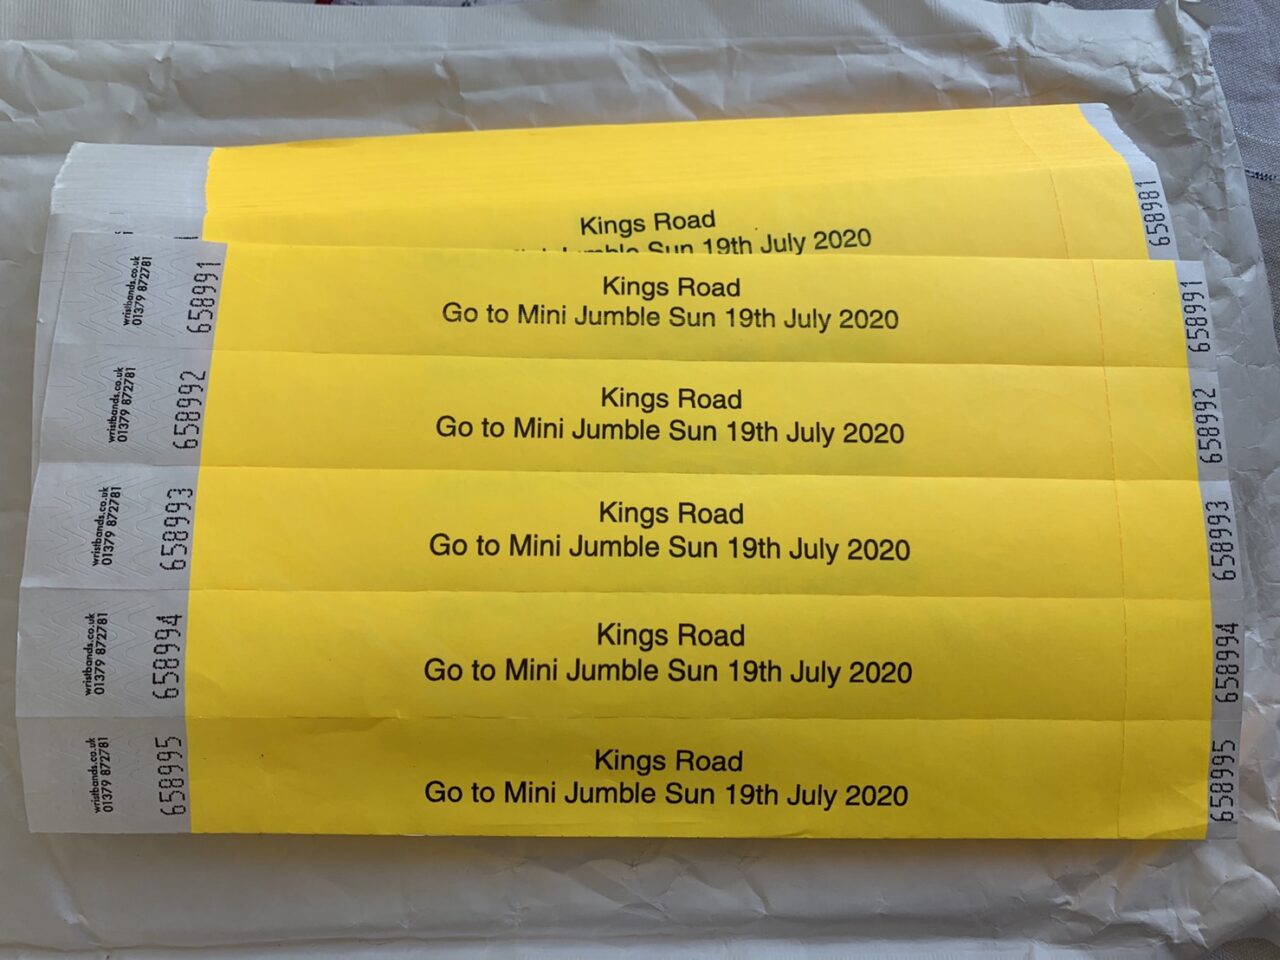 Kings Road
Jumble Sun 19th July 2020
658981
wristbands.co.uk
01379 872781
658991
Kings Road
Go to Mini Jumble Sun 19th July 2020
658991
wristbands.co.uk
01379 872781
658992
Kings Road
Go to Mini Jumble Sun 19th July 2020
658992
wristbands.co.uk
01379 872781
658993
Kings Road
Go to Mini Jumble Sun 19th July 2020
658993
wristbands.co.uk
01379 872781
658994
Kings Road
Go to Mini Jumble Sun 19th July 2020
658994
wristbands.co.uk
01379 872781
658995
Kings Road
Go to Mini Jumble Sun 19th July 2020
658995